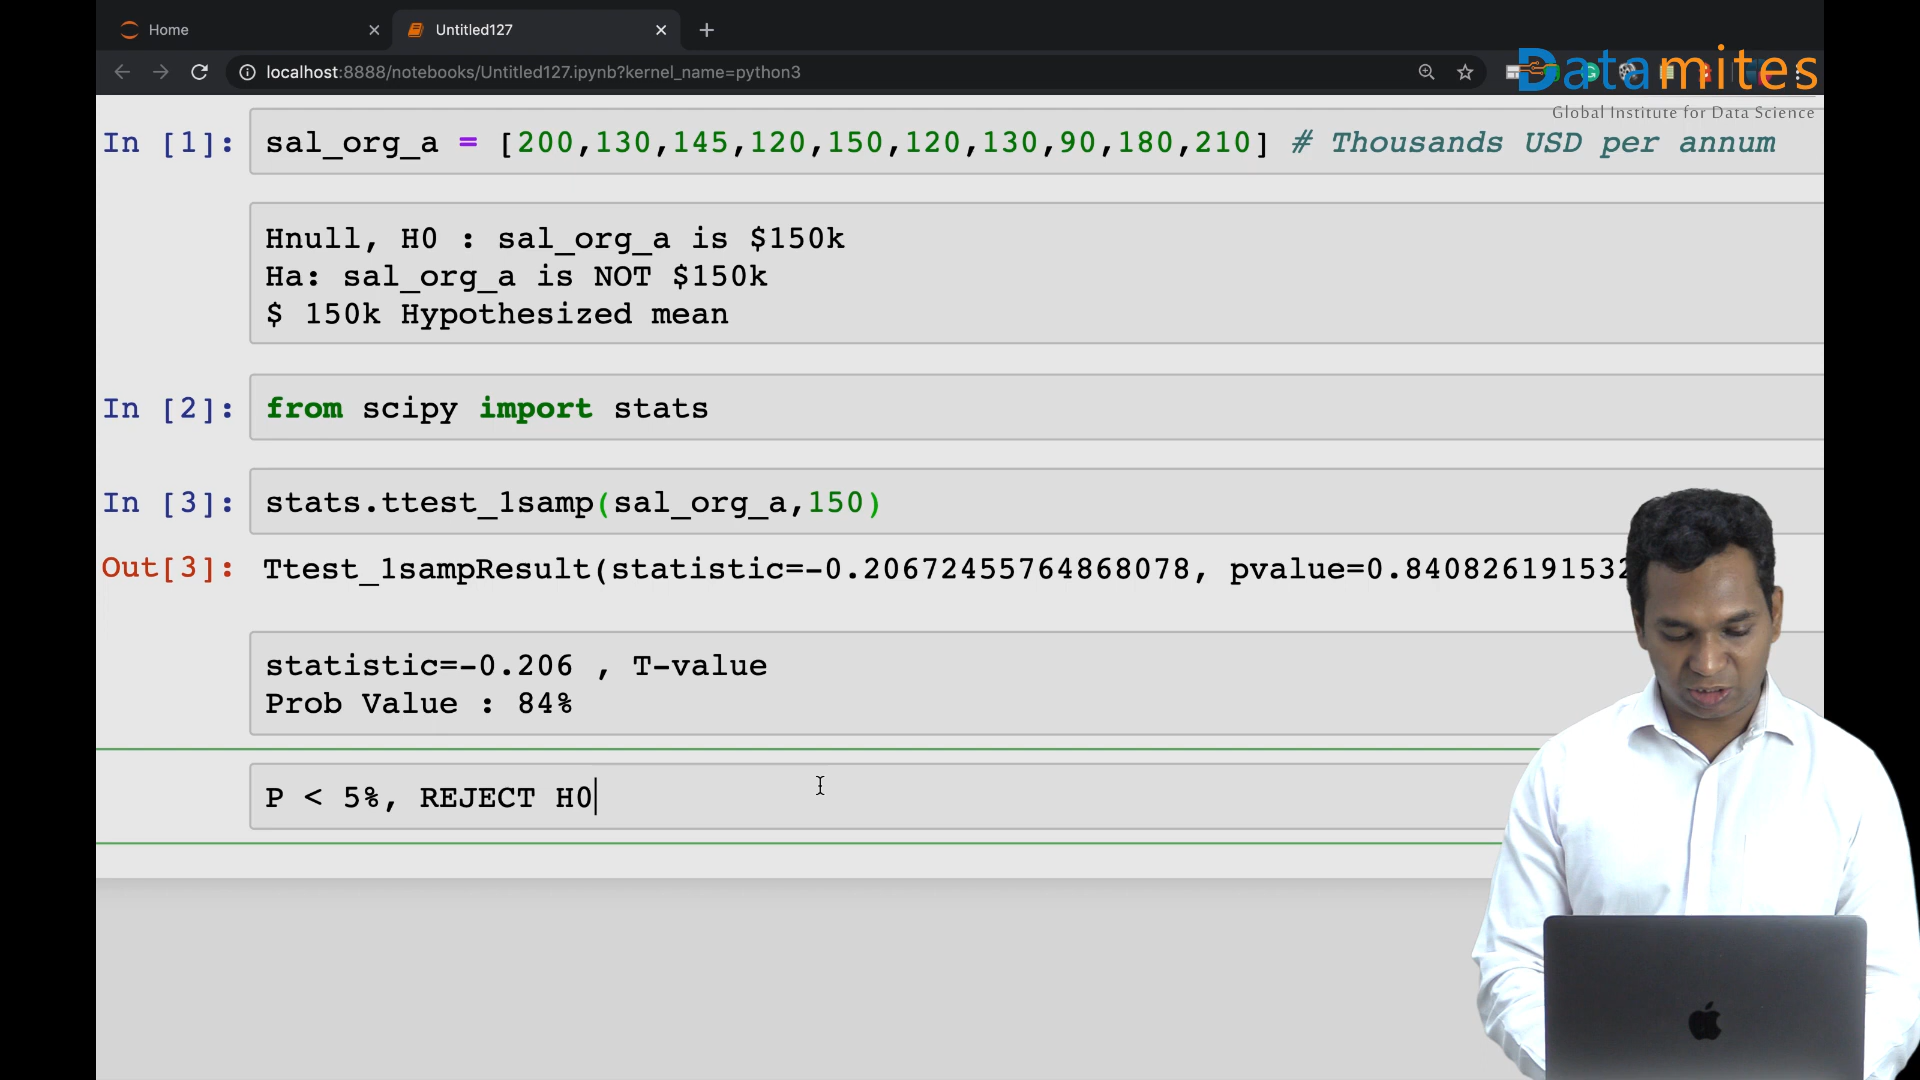 Home
Untitled127
localhost:8888/notebooks/Untitled127.ipynb?kernel_name=python3
Datamites
Global Institute for Data Science
In [1]: sal_org_a = [200,130,145,120,150,120,130,90,180,210] # Thousands USD per annum
Hnull, H0 : sal_org_a is $150k
Ha: sal_org_a is NOT $150k
$ 150k Hypothesized mean
In [2]: from scipy import stats
In [3]: stats.ttest_1samp(sal_org_a,150)
Out[3]: Ttest_1sampResult(statistic=-0.20672455764868078, pvalue=0.840826191532
statistic=-0.206 , T-value
Prob Value : 84%
P < 5%, REJECT H0